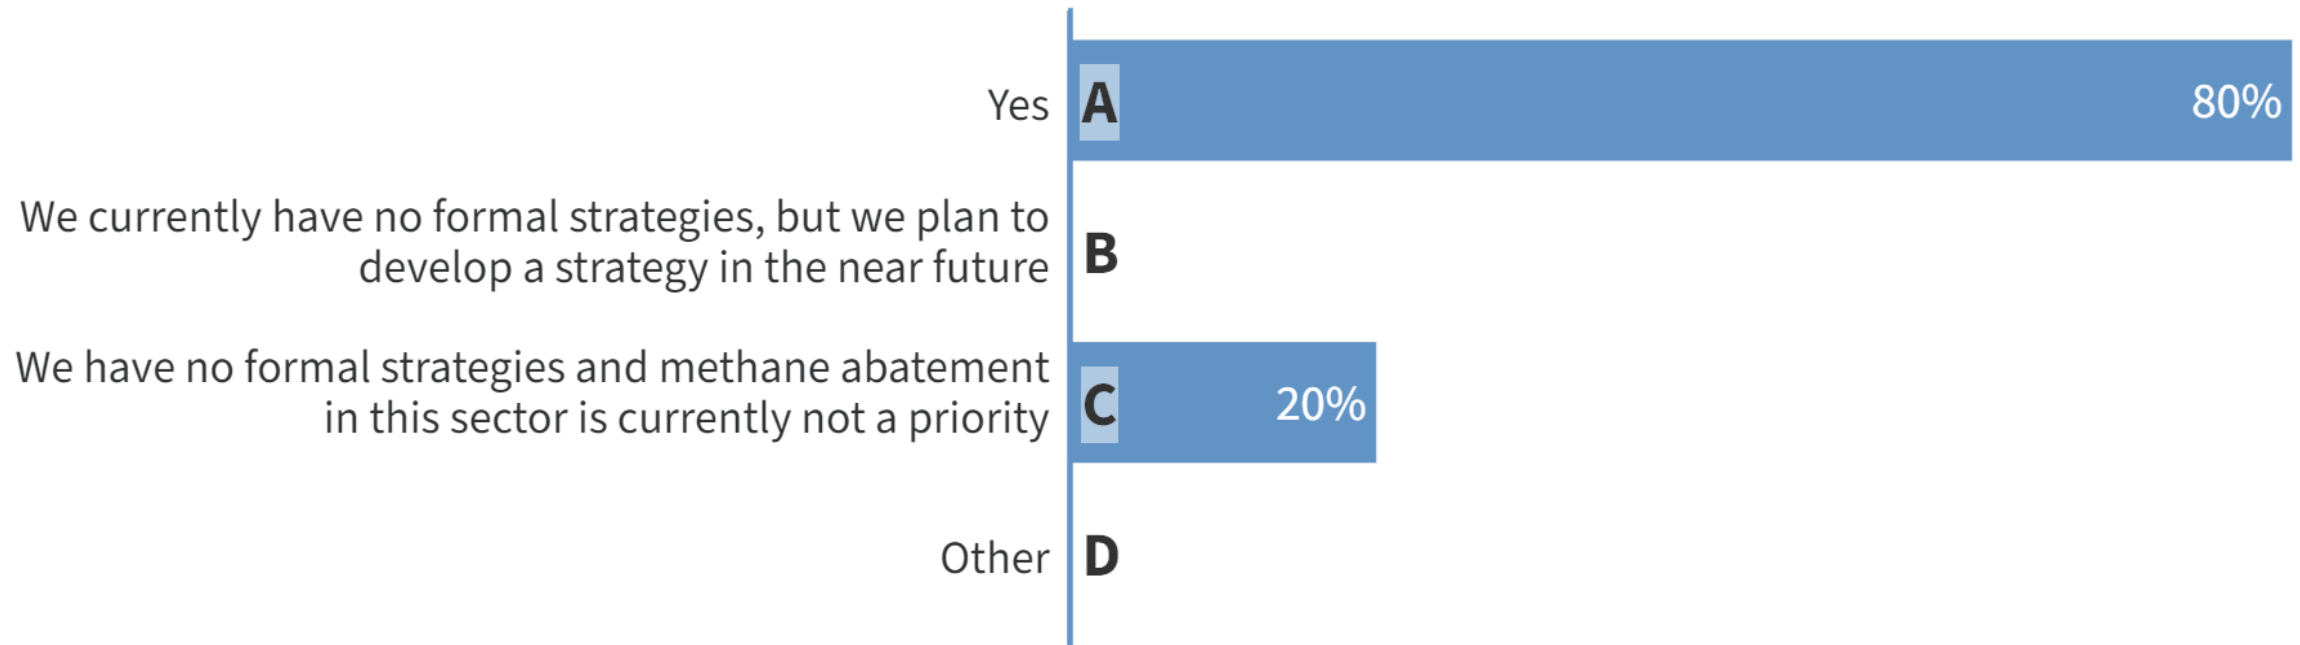 Yes A 80%
We currently have no formal strategies, but we plan to
develop a strategy in the near future
B
We have no formal strategies and methane abatement
in this sector is currently not a priority
C 20%
Other D